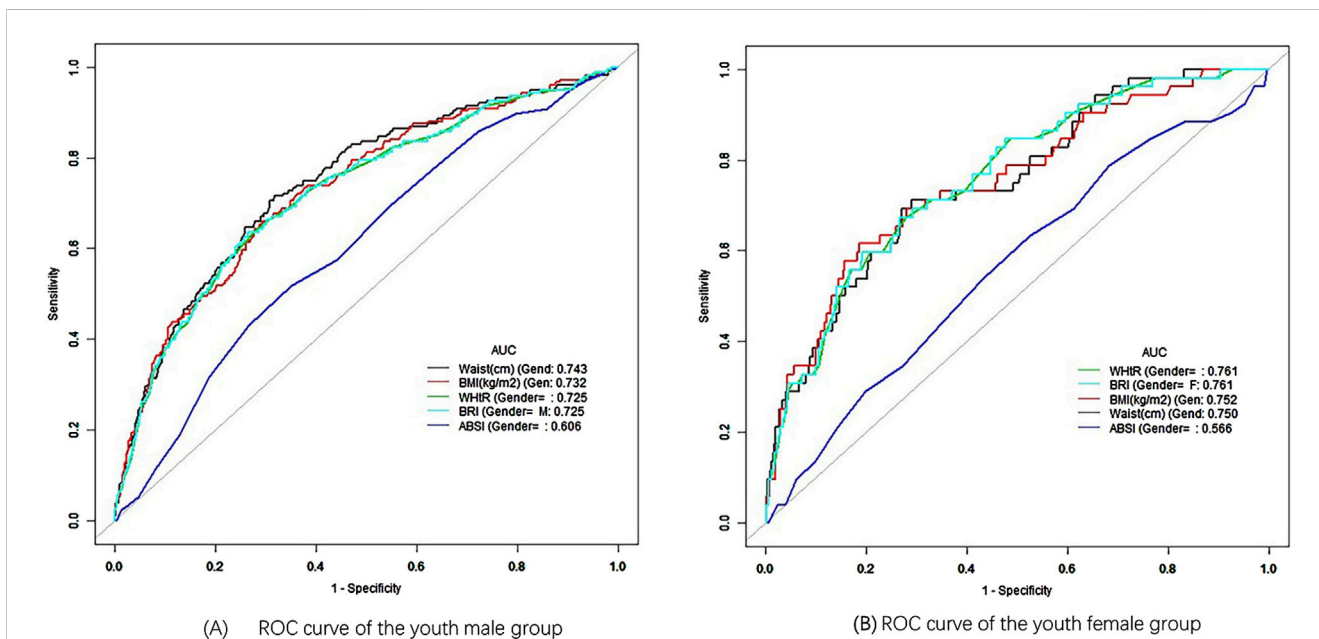 1.0
0.8
0.6
0.4
0.2
0.0
Sensitivity
AUC
Waist(cm) (Gend: 0.743
BMI(kg/m2) (Gen: 0.732
WHtR (Gender= : 0.725
BRI (Gender= M: 0.725
ABSI (Gender= : 0.606
0.0 0.2 0.4 0.6 0.8 1.0
1 - Specificity
(A) ROC curve of the youth male group
1.0
0.8
0.6
0.4
0.2
0.0
Sensitivity
AUC
WHtR (Gender= : 0.761
BRI (Gender= F: 0.761
BMI(kg/m2) (Gen: 0.752
Waist(cm) (Gend: 0.750
ABSI (Gender= : 0.566
0.0 0.2 0.4 0.6 0.8 1.0
1 - Specificity
(B) ROC curve of the youth female group